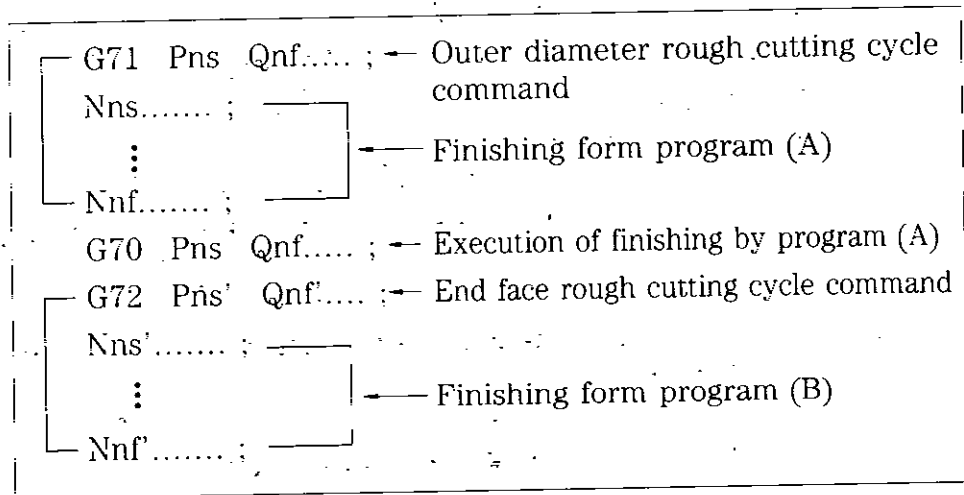 G71 Pns Qnf..... ; ← Outer diameter rough cutting cycle
command
Nns....... ;
⋮
Finishing form program (A)
Nnf....... ;
G70 Pns Qnf..... ; ← Execution of finishing by program (A)
G72 Pns' Qnf'.... ; ← End face rough cutting cycle command
Nns'....... ;
⋮
Finishing form program (B)
Nnf'....... ;